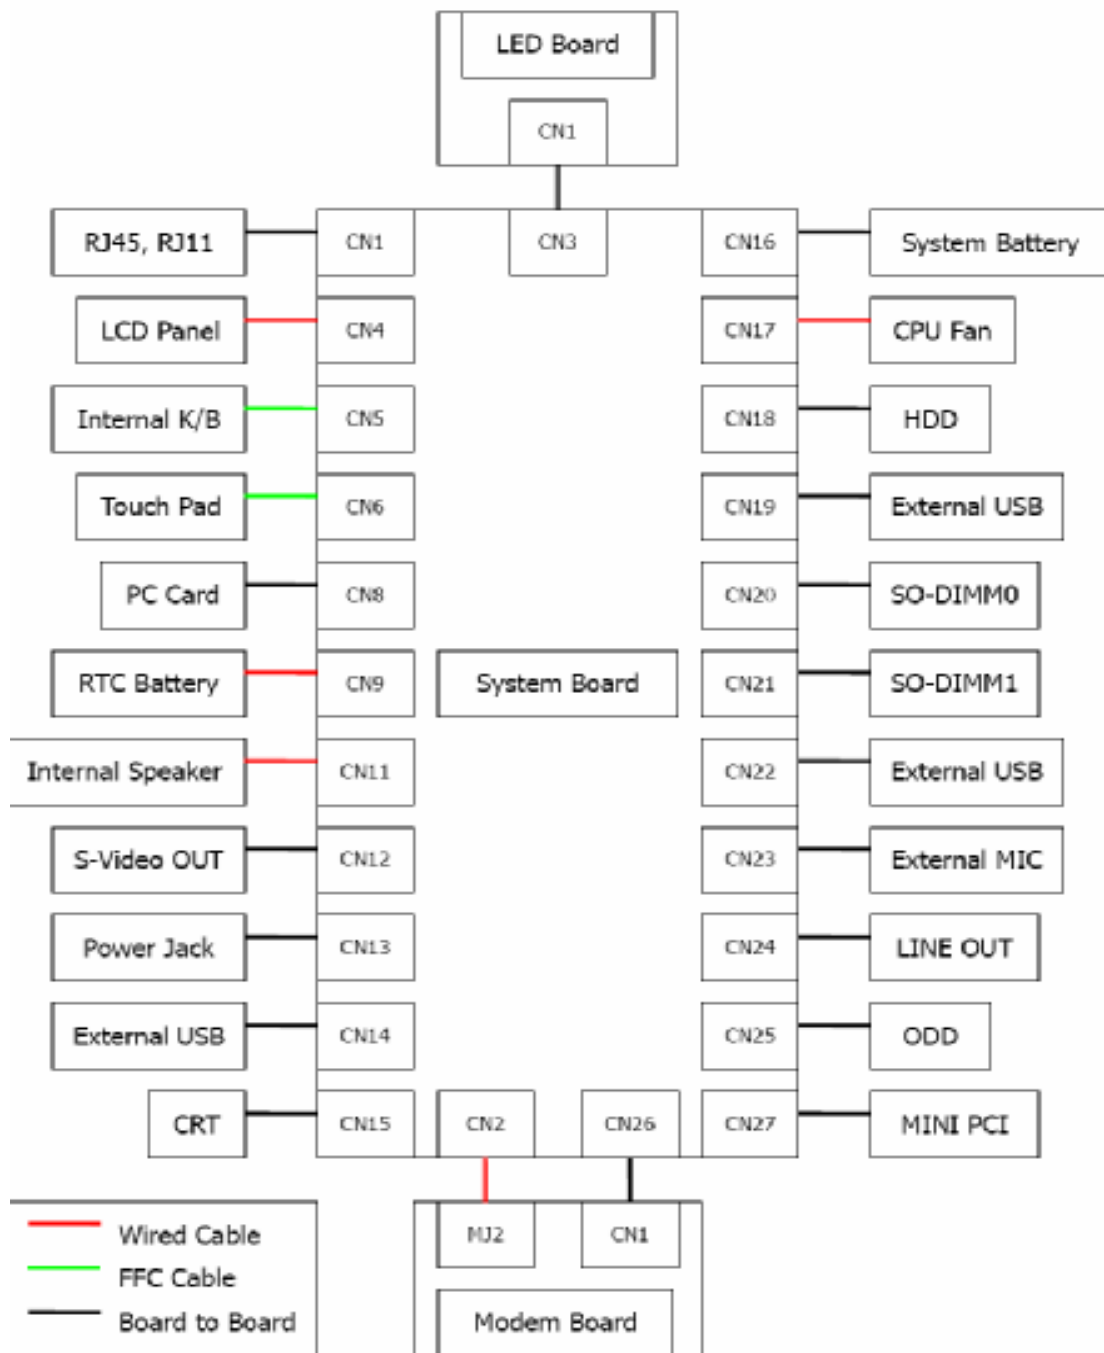 LED Board
CN1
RJ45, RJ11
CN1
CN3
CN16
System Battery
LCD Panel
CN4
CN17
CPU Fan
Internal K/B
CN5
CN18
HDD
Touch Pad
CN6
CN19
External USB
PC Card
CN8
CN20
SO-DIMM0
RTC Battery
CN9
System Board
CN21
SO-DIMM1
Internal Speaker
CN11
CN22
External USB
S-Video OUT
CN12
CN23
External MIC
Power Jack
CN13
CN24
LINE OUT
External USB
CN14
CN25
ODD
CRT
CN15
CN2
CN26
CN27
MINI PCI
Wired Cable
FFC Cable
Board to Board
MJ2
CN1
Modem Board